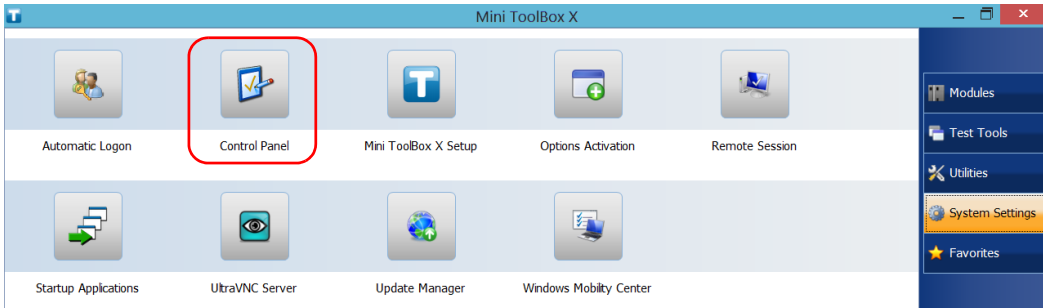 Mini ToolBox X
Automatic Logon
Control Panel
Mini ToolBox X Setup
Options Activation
Remote Session
Startup Applications
UltraVNC Server
Update Manager
Windows Mobility Center
Modules
Test Tools
Utilities
System Settings
Favorites